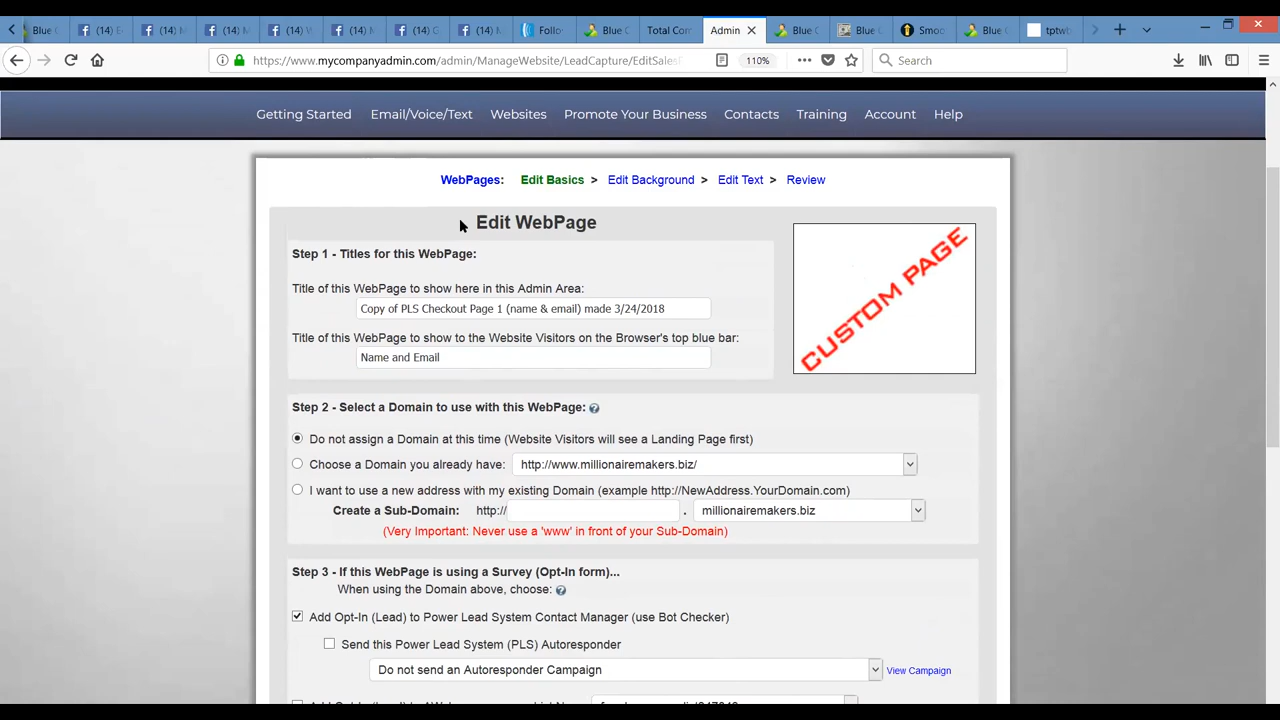 Blue C
(14) E
(14) M
(14) M
(14) W
(14) M
(14) G
(14) M
Follo
Blue C
Total Con
Admin
Blue C
Blue C
Smoo
Blue C
tptwb
https://www.mycompanyadmin.com/admin/ManageWebsite/LeadCapture/EditSalesP
110%
Search
Getting Started
Email/Voice/Text
Websites
Promote Your Business
Contacts
Training
Account
Help
WebPages: Edit Basics > Edit Background > Edit Text > Review
Edit WebPage
CUSTOM PAGE
Step 1 - Titles for this WebPage:
Title of this WebPage to show here in this Admin Area:
Copy of PLS Checkout Page 1 (name & email) made 3/24/2018
Title of this WebPage to show to the Website Visitors on the Browser's top blue bar:
Name and Email
Step 2 - Select a Domain to use with this WebPage:
Do not assign a Domain at this time (Website Visitors will see a Landing Page first)
Choose a Domain you already have: http://www.millionairemakers.biz/
I want to use a new address with my existing Domain (example http://NewAddress.YourDomain.com)
Create a Sub-Domain: http:// . millionairemakers.biz
(Very Important: Never use a 'www' in front of your Sub-Domain)
Step 3 - If this WebPage is using a Survey (Opt-In form)...
When using the Domain above, choose:
Add Opt-In (Lead) to Power Lead System Contact Manager (use Bot Checker)
Send this Power Lead System (PLS) Autoresponder
Do not send an Autoresponder Campaign View Campaign